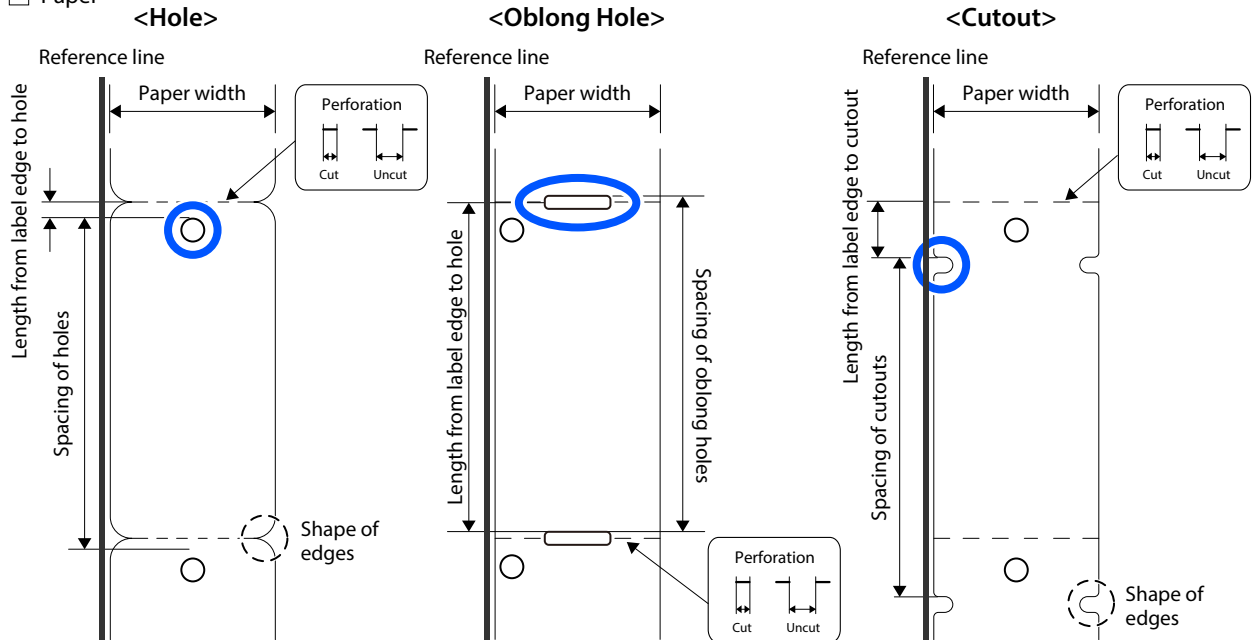 Paper
<Hole>
<Oblong Hole>
<Cutout>
Reference line
Reference line
Reference line
Paper width
Paper width
Paper width
Perforation
Cut
Uncut
Perforation
Cut
Uncut
Length from label edge to hole
Spacing of holes
Length from label edge to hole
Spacing of oblong holes
Length from label edge to cutout
Spacing of cutouts
Shape of
edges
Perforation
Cut
Uncut
Shape of
edges